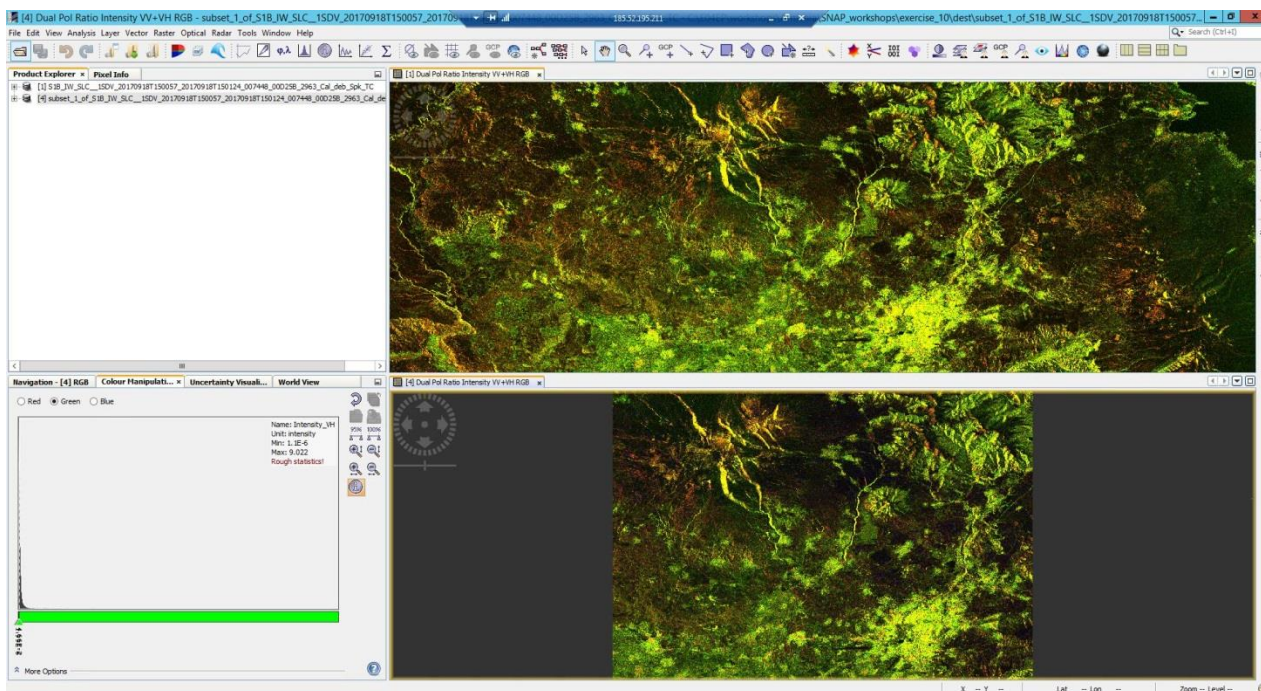 [4] Dual Pol Ratio Intensity VV+VH RGB - subset_1_of_S1B_IW_SLC__1SDV_20170918T150057_20170
185.52.195.211
SNAP_workshops\exercise_10\dest\subset_1_of_S1B_IW_SLC__1SDV_20170918T150057...
File Edit View Analysis Layer Vector Raster Optical Radar Tools Window Help
Search (Ctrl+I)
GCP
GCP
GCP
Product Explorer × Pixel Info
[1] Dual Pol Ratio Intensity VV+VH RGB ×
[1] S1B_IW_SLC__1SDV_20170918T150057_20170918T150124_007448_00D25B_2963_Cal_deb_Spk_TC
[4] subset_1_of_S1B_IW_SLC__1SDV_20170918T150057_20170918T150124_007448_00D25B_2963_Cal_de
Navigation - [4] RGB Colour Manipulati... × Uncertainty Visuali... World View
[4] Dual Pol Ratio Intensity VV+VH RGB ×
Red Green Blue
Name: Intensity_VH
Unit: intensity
Min: 1.1E-6
Max: 9.022
Rough statistics!
95% 100%
More Options
X -- Y -- Lat -- Lon -- Zoom -- Level --